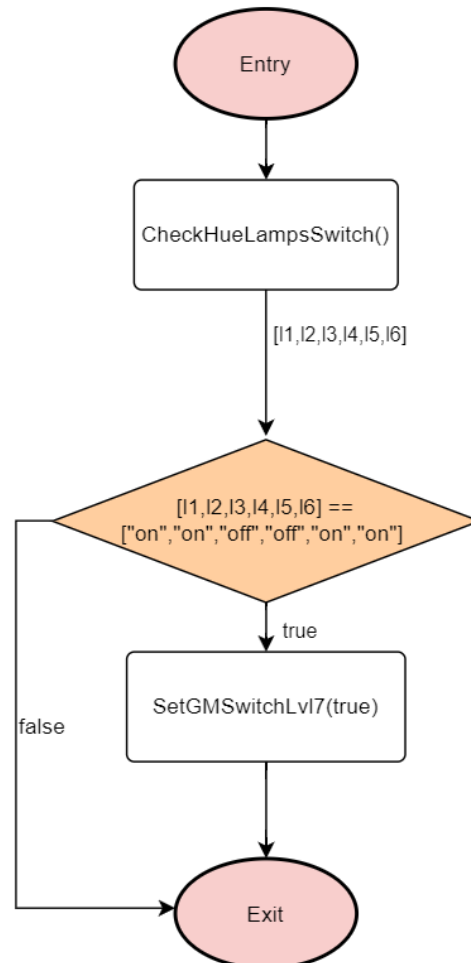 Entry
CheckHueLampsSwitch()
[l1,l2,l3,l4,l5,l6]
[l1,l2,l3,l4,l5,l6] ==
["on","on","off","off","on","on"]
true
SetGMSwitchLvl7(true)
false
Exit